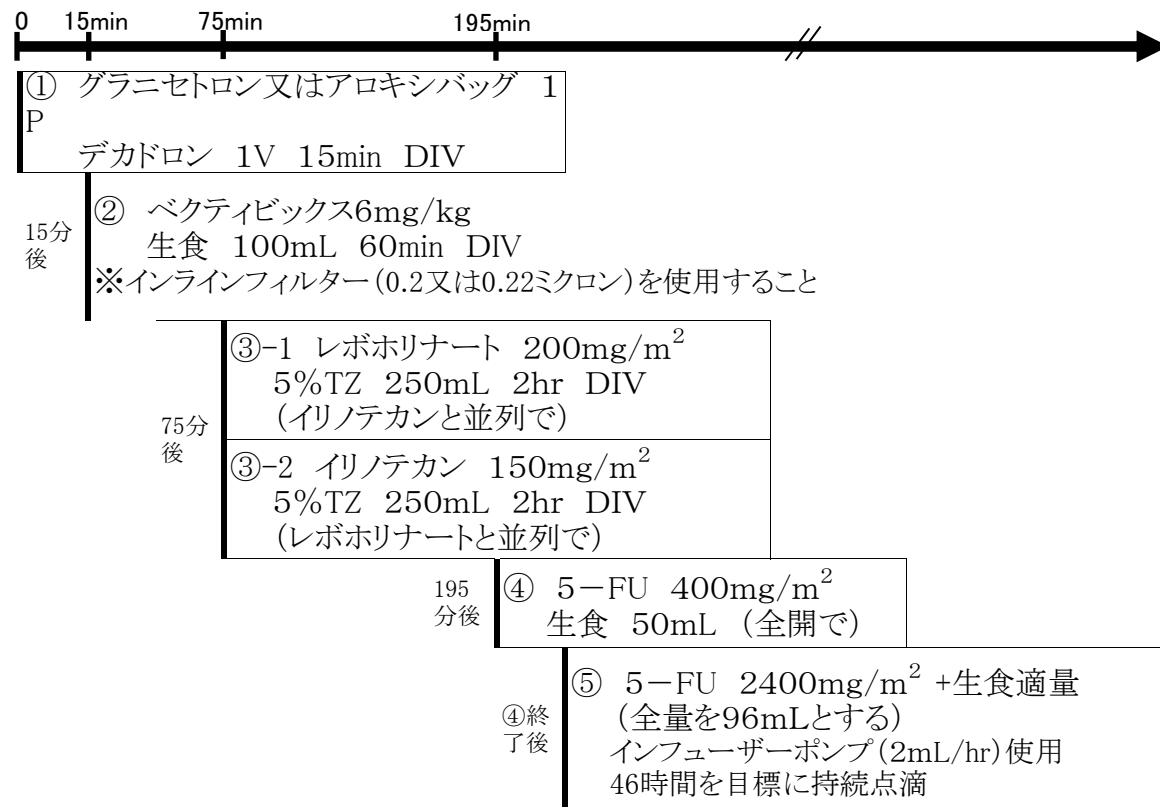 0 15min 75min 195min
① グラニセトロン又はアロキシバッグ 1
P
デカドロン 1V 15min DIV
15分
後
② ベクティビックス6mg/kg
生食 100mL 60min DIV
※インラインフィルター(0.2又は0.22ミクロン)を使用すること
75分
後
③-1 レボホリナート 200mg/m²
5%TZ 250mL 2hr DIV
(イリノテカンと並列で)
③-2 イリノテカン 150mg/m²
5%TZ 250mL 2hr DIV
(レボホリナートと並列で)
195
分後
④ 5-FU 400mg/m²
生食 50mL (全開で)
④終
了後
⑤ 5-FU 2400mg/m² +生食適量
(全量を96mLとする)
インフューザーポンプ(2mL/hr)使用
46時間を目標に持続点滴